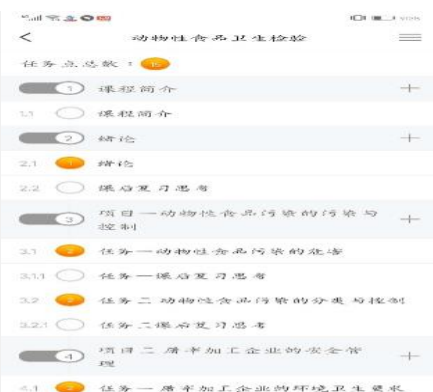 动物性食品卫生检验
任务点总数：
1 课程简介
1.1 课程简介
2 绪论
2.1 1 绪论
2.2 课后复习思考
3 项目一动物性食品污染的污染与
控制
3.1 任务一动物性食品污染的危害
3.1.1 任务一课后复习思考
3.2 任务二动物性食品污染的分类与控制
3.2.1 任务二课后复习思考
4 项目二屠宰加工企业的安全管
理
4.1 任务一屠宰加工企业的环境卫生要求